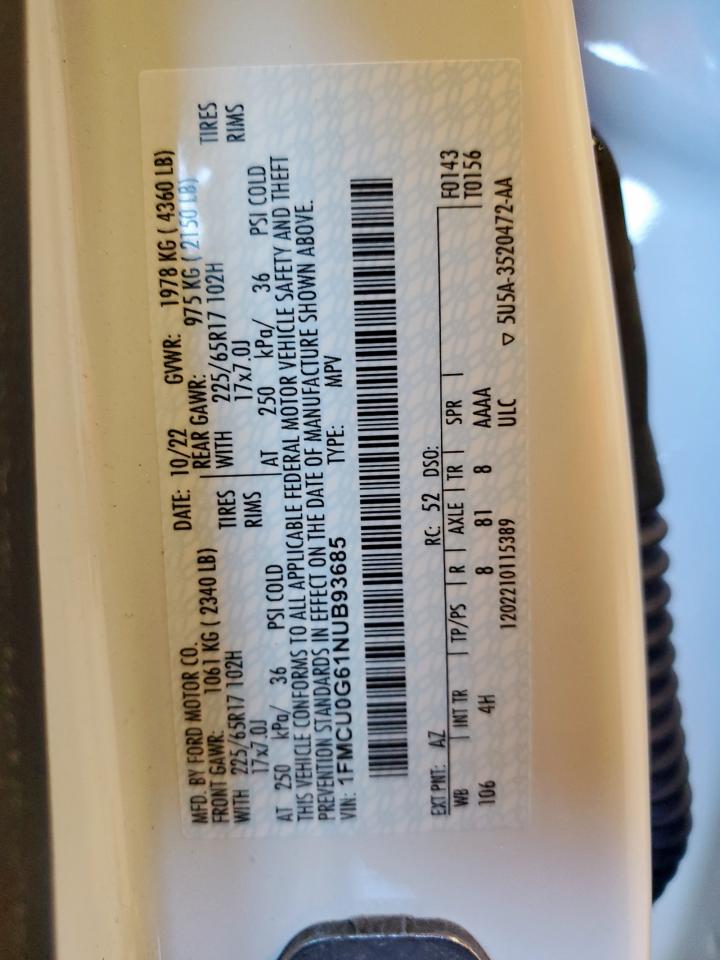 MFD. BY FORD MOTOR CO. DATE: 10/22 GVWR: 1978 KG ( 4360 LB)
FRONT GAWR: 1061 KG ( 2340 LB) REAR GAWR: 975 KG ( 2150 LB)
WITH 225/65R17 102H TIRES WITH 225/65R17 102H TIRES
17x7.0J RIMS 17x7.0J RIMS
AT 250 kPa/ 36 PSI COLD AT 250 kPa/ 36 PSI COLD
THIS VEHICLE CONFORMS TO ALL APPLICABLE FEDERAL MOTOR VEHICLE SAFETY AND THEFT
PREVENTION STANDARDS IN EFFECT ON THE DATE OF MANUFACTURE SHOWN ABOVE.
VIN: 1FMCU0G61NUB93685 TYPE: MPV
EXT PNT: AZ RC: 52 DSO: F0143
WB INT TR TP/PS R AXLE TR SPR T0156
106 4H 8 81 8 AAAA
120221011538​9 ULC ▽ 5U5A-3520472-AA